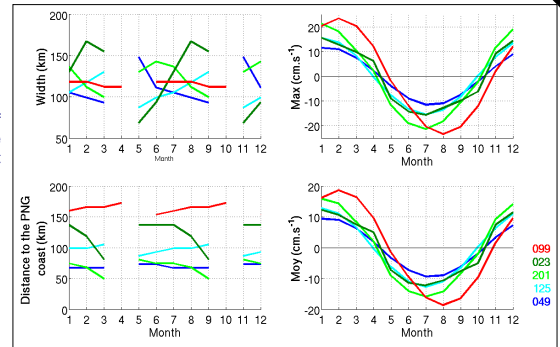 Width (km)
200
150
100
50
1 2 3 4 5 6 7 8 9 10 11 12
Month
Max (cm.s⁻¹)
20
10
0
-10
-20
1 2 3 4 5 6 7 8 9 10 11 12
Month
Distance to the PNG
coast (km)
200
150
100
50
0
1 2 3 4 5 6 7 8 9 10 11 12
Month
Moy (cm.s⁻¹)
20
10
0
-10
-20
1 2 3 4 5 6 7 8 9 10 11 12
Month
099
023
201
125
049